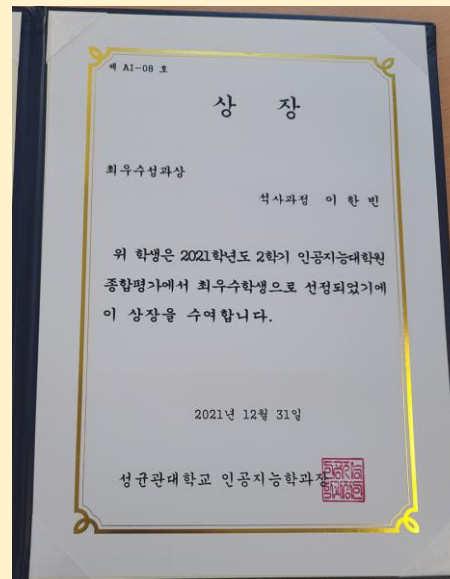 제 AI-08 호
상 장
최우수성과상
석사과정 이 한 빈
위 학생은 2021학년도 2학기 인공지능대학원
종합평가에서 최우수학생으로 선정되었기에
이 상장을 수여합니다.
2021년 12월 31일
성균관대학교 인공지능학과장